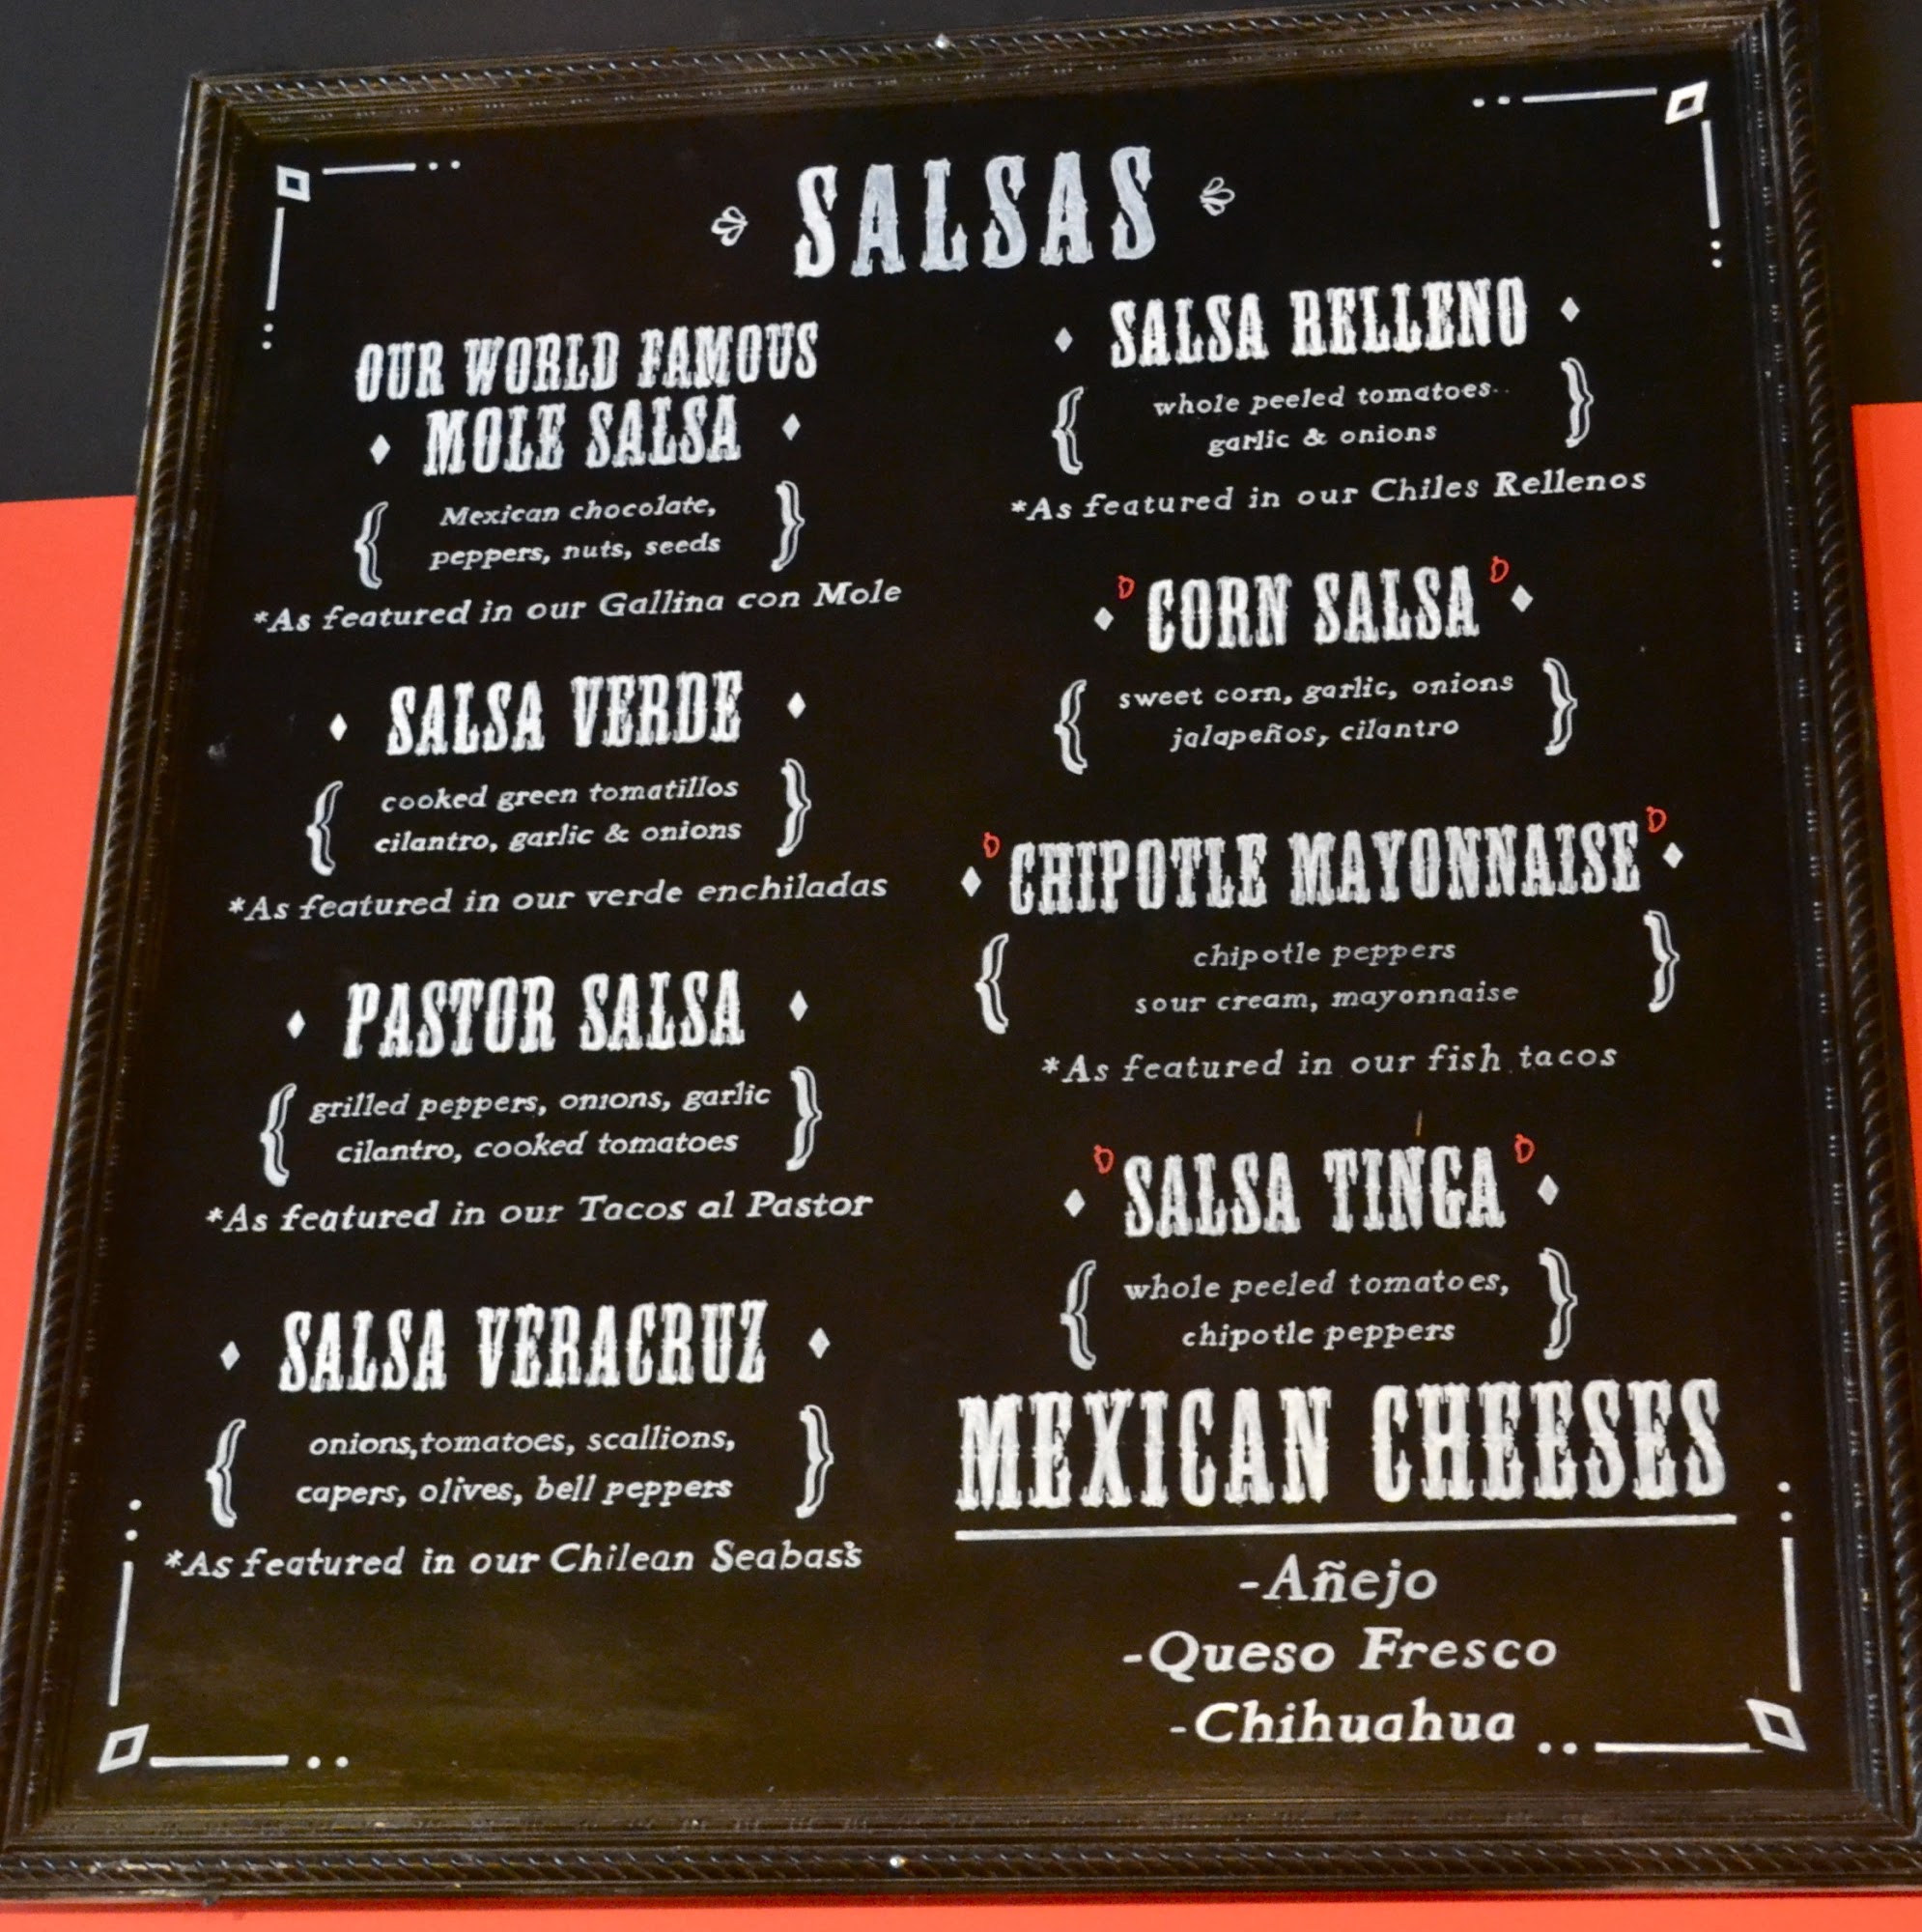 SALSAS
OUR WORLD FAMOUS
MOLE SALSA
Mexican chocolate,
peppers, nuts, seeds
*As featured in our Gallina con Mole
SALSA VERDE
cooked green tomatillos
cilantro, garlic & onions
*As featured in our verde enchiladas
PASTOR SALSA
grilled peppers, onions, garlic
cilantro, cooked tomatoes
*As featured in our Tacos al Pastor
SALSA VERACRUZ
onions,tomatoes, scallions,
capers, olives, bell peppers
*As featured in our Chilean Seabass
SALSA RELLENO
whole peeled tomatoes..
garlic & onions
*As featured in our Chiles Rellenos
CORN SALSA
sweet corn, garlic, onions
jalapeños, cilantro
CHIPOTLE MAYONNAISE
chipotle peppers
sour cream, mayonnaise
*As featured in our fish tacos
SALSA TINGA
whole peeled tomatoes,
chipotle peppers
MEXICAN CHEESES
-Añejo
-Queso Fresco
-Chihuahua